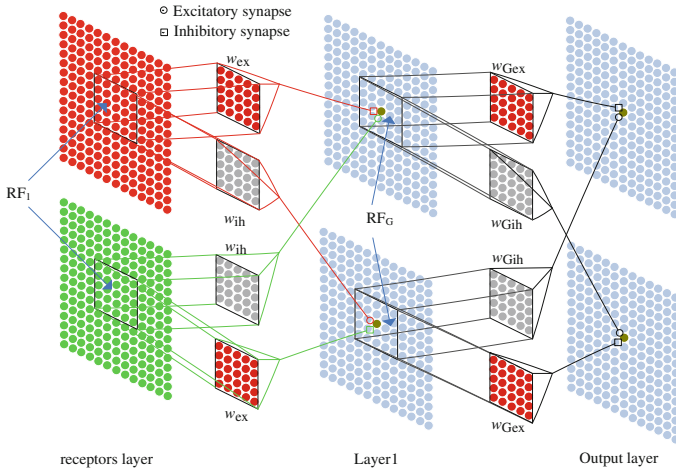 Excitatory synapse
Inhibitory synapse
wex
wGex
RF1
wih
RFG
wGih
wih
wGih
wex
wGex
receptors layer
Layer1
Output layer